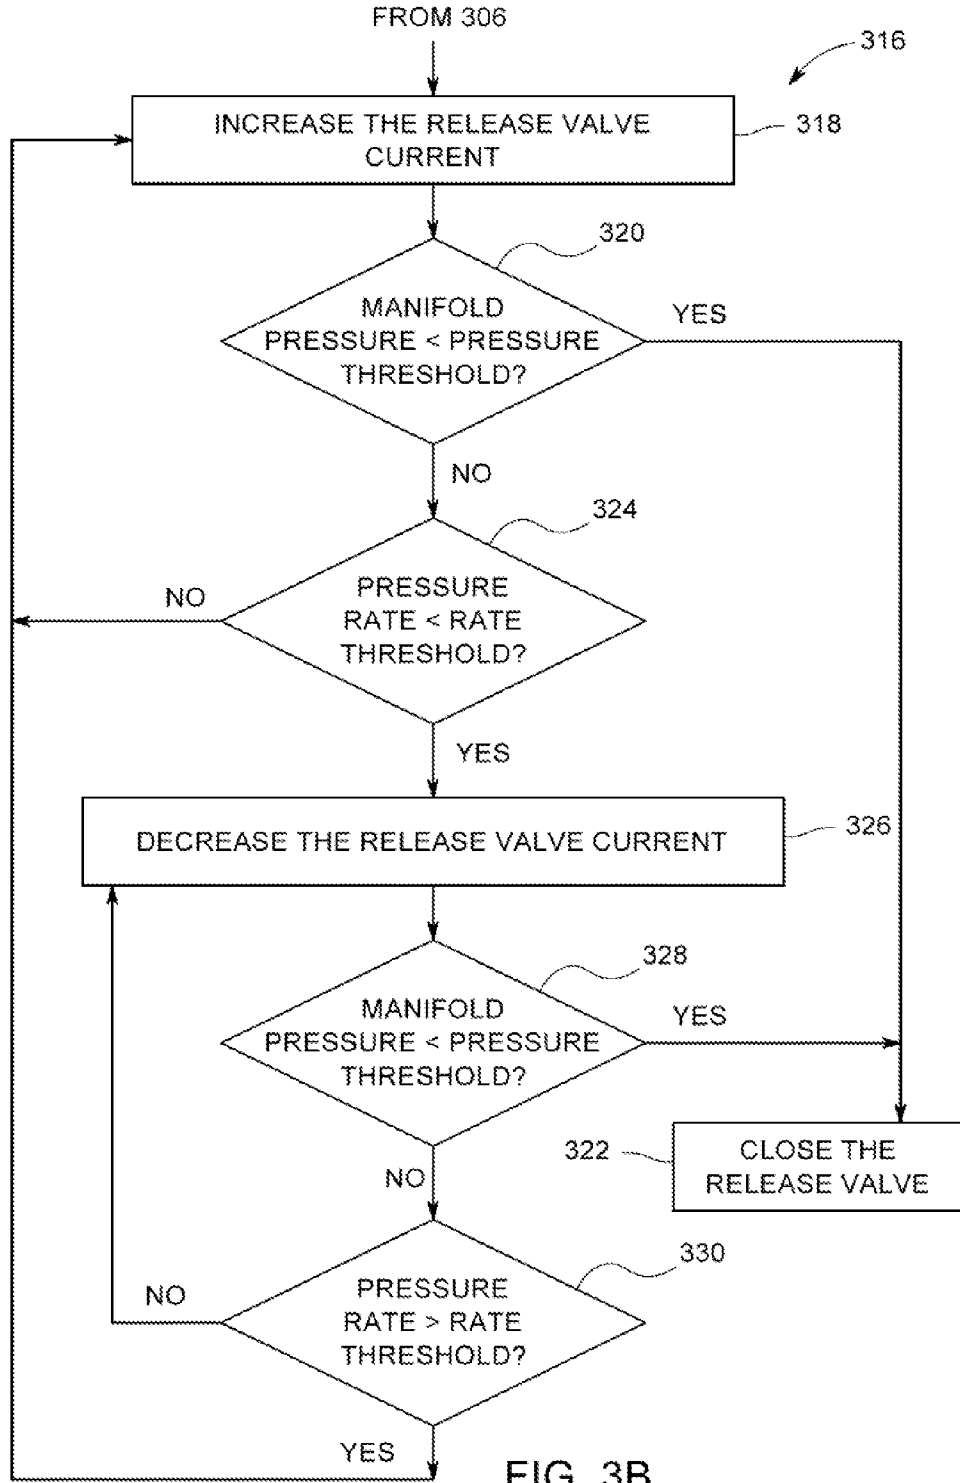 FROM 306
316
INCREASE THE RELEASE VALVE
CURRENT
318
320
MANIFOLD
PRESSURE < PRESSURE
THRESHOLD?
YES
NO
324
PRESSURE
RATE < RATE
THRESHOLD?
NO
YES
DECREASE THE RELEASE VALVE CURRENT
326
328
MANIFOLD
PRESSURE < PRESSURE
THRESHOLD?
YES
322
CLOSE THE
RELEASE VALVE
NO
330
PRESSURE
RATE > RATE
THRESHOLD?
NO
YES
FIG. 3B